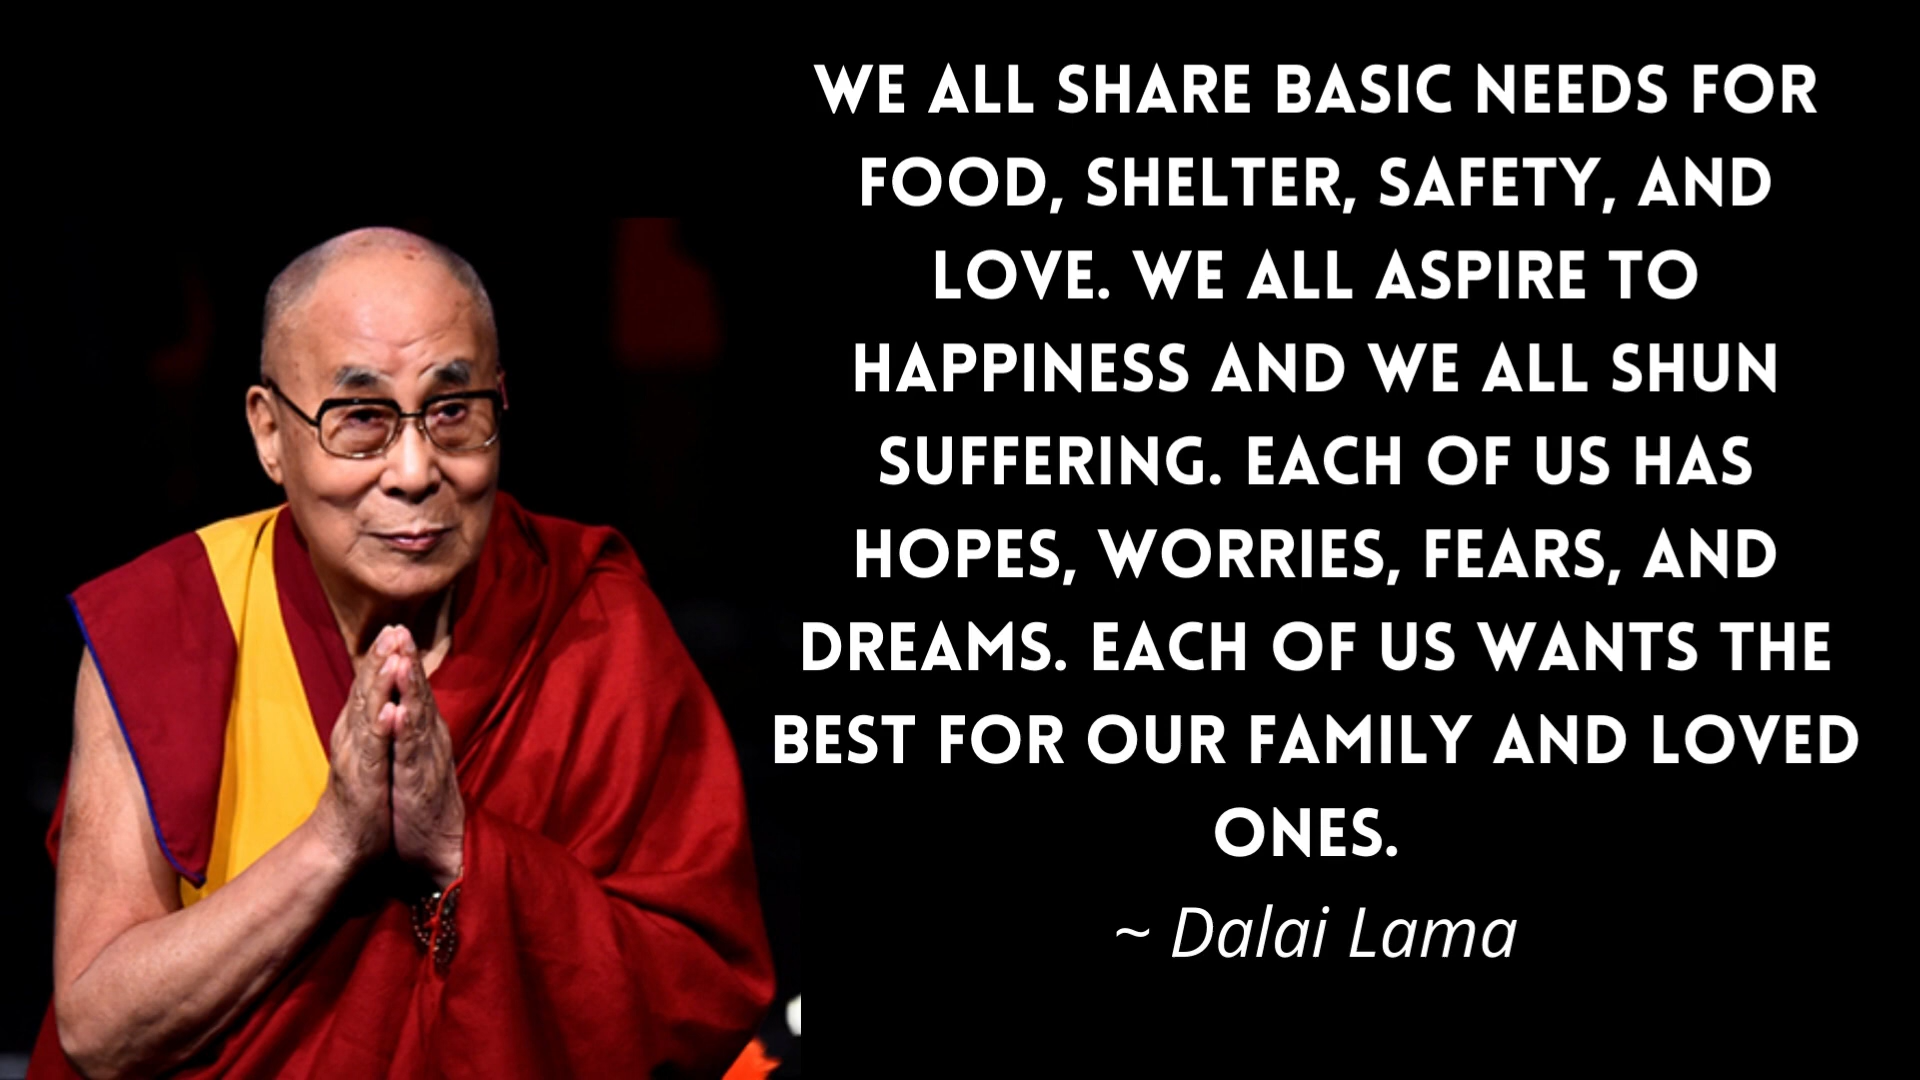 WE ALL SHARE BASIC NEEDS FOR
FOOD, SHELTER, SAFETY, AND
LOVE. WE ALL ASPIRE TO
HAPPINESS AND WE ALL SHUN
SUFFERING. EACH OF US HAS
HOPES, WORRIES, FEARS, AND
DREAMS. EACH OF US WANTS THE
BEST FOR OUR FAMILY AND LOVED
ONES.
~ Dalai Lama